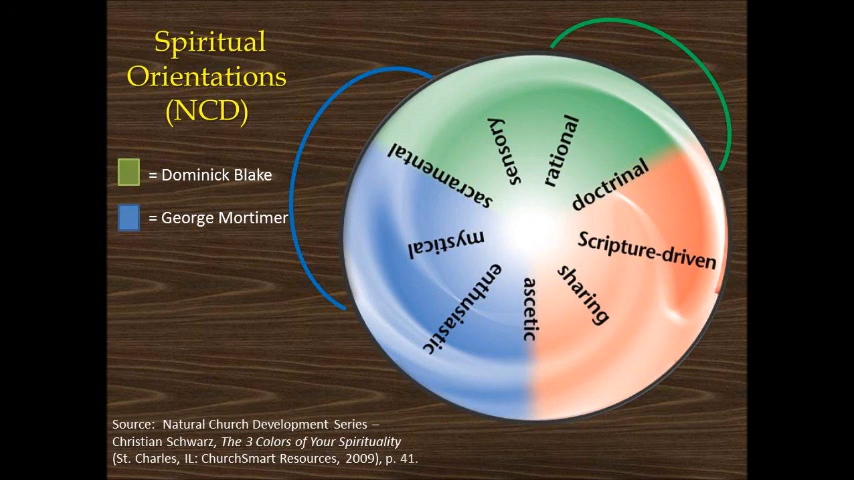 Spiritual
Orientations
(NCD)
= Dominick Blake
= George Mortimer
sensory
rational
doctrinal
Scripture-driven
sharing
ascetic
enthusiastic
mystical
sacramental
Source:  Natural Church Development Series –
Christian Schwarz, The 3 Colors of Your Spirituality
(St. Charles, IL: ChurchSmart Resources, 2009), p. 41.